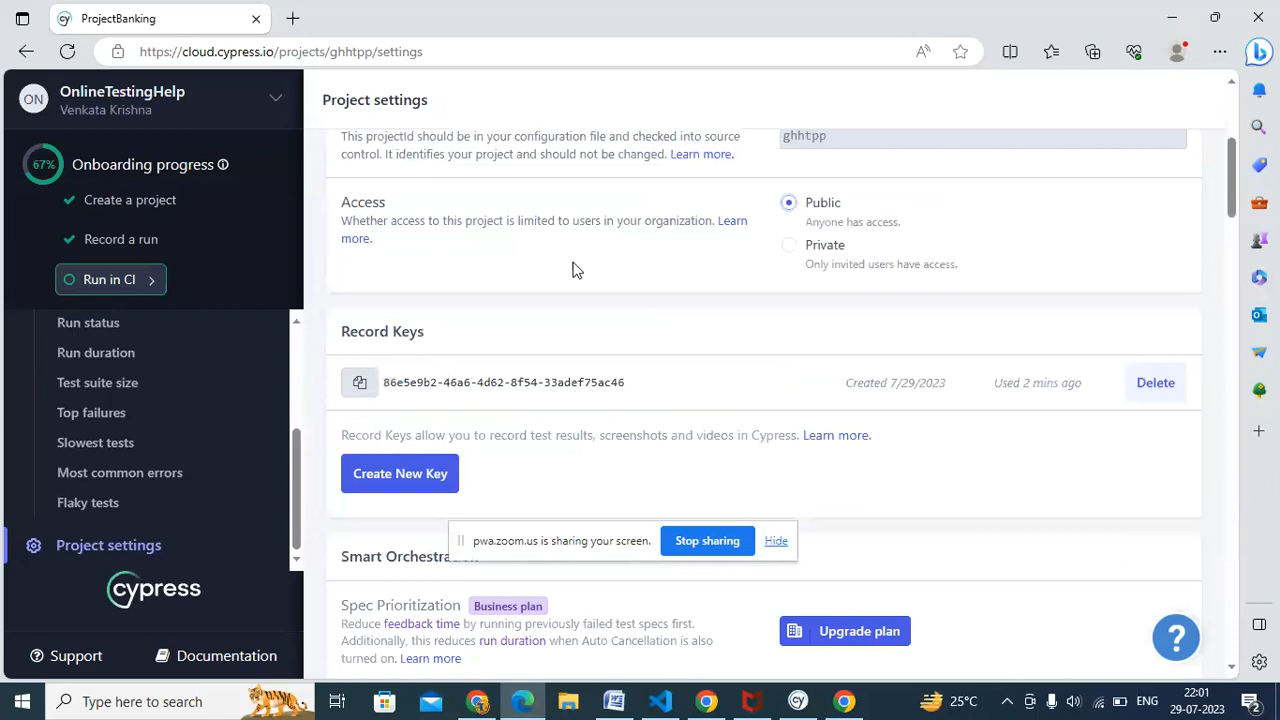 ProjectBanking
https://cloud.cypress.io/projects/ghhtpp/settings
ON
OnlineTestingHelp
Venkata Krishna
67%
Onboarding progress
Create a project
Record a run
Run in CI
Run status
Run duration
Test suite size
Top failures
Slowest tests
Most common errors
Flaky tests
Project settings
cypress
Support
Documentation
Project settings
This projectId should be in your configuration file and checked into source
control. It identifies your project and should not be changed. Learn more.
ghhtpp
Access
Whether access to this project is limited to users in your organization. Learn
more.
Public
Anyone has access.
Private
Only invited users have access.
Record Keys
86e5e9b2-46a6-4d62-8f54-33adef75ac46
Created 7/29/2023
Used 2 mins ago
Delete
Record Keys allow you to record test results, screenshots and videos in Cypress. Learn more.
Create New Key
pwa.zoom.us is sharing your screen.
Stop sharing
Hide
Smart
Spec Prioritization
Business plan
Reduce feedback time by running previously failed test specs first.
Additionally, this reduces run duration when Auto Cancellation is also
turned on. Learn more
Upgrade plan
?
Type here to search
25°C
ENG
22:01
29-07-2023
2